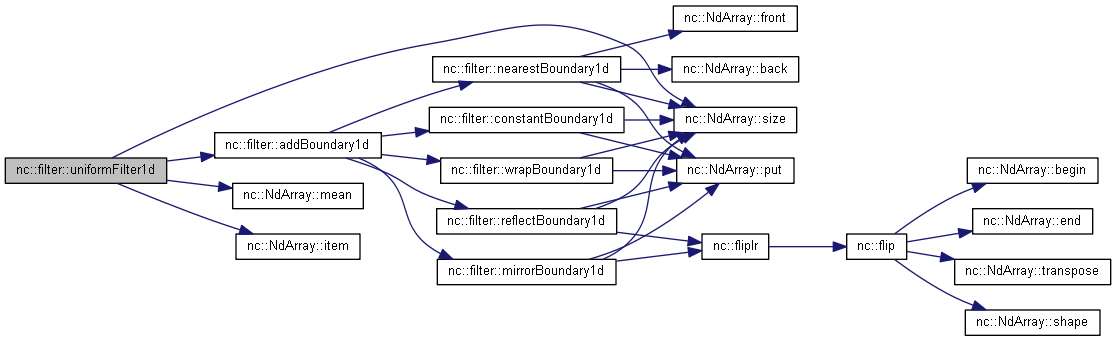 nc::filter::uniformFilter1d
nc::filter::addBoundary1d
nc::NdArray::mean
nc::NdArray::item
nc::filter::nearestBoundary1d
nc::filter::constantBoundary1d
nc::filter::wrapBoundary1d
nc::filter::reflectBoundary1d
nc::filter::mirrorBoundary1d
nc::NdArray::front
nc::NdArray::back
nc::NdArray::size
nc::NdArray::put
nc::fliplr
nc::flip
nc::NdArray::begin
nc::NdArray::end
nc::NdArray::transpose
nc::NdArray::shape